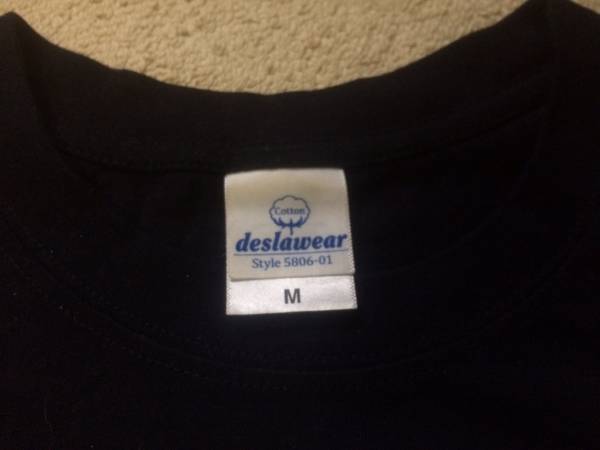 Cotton
deslawear
Style 5806-01
M